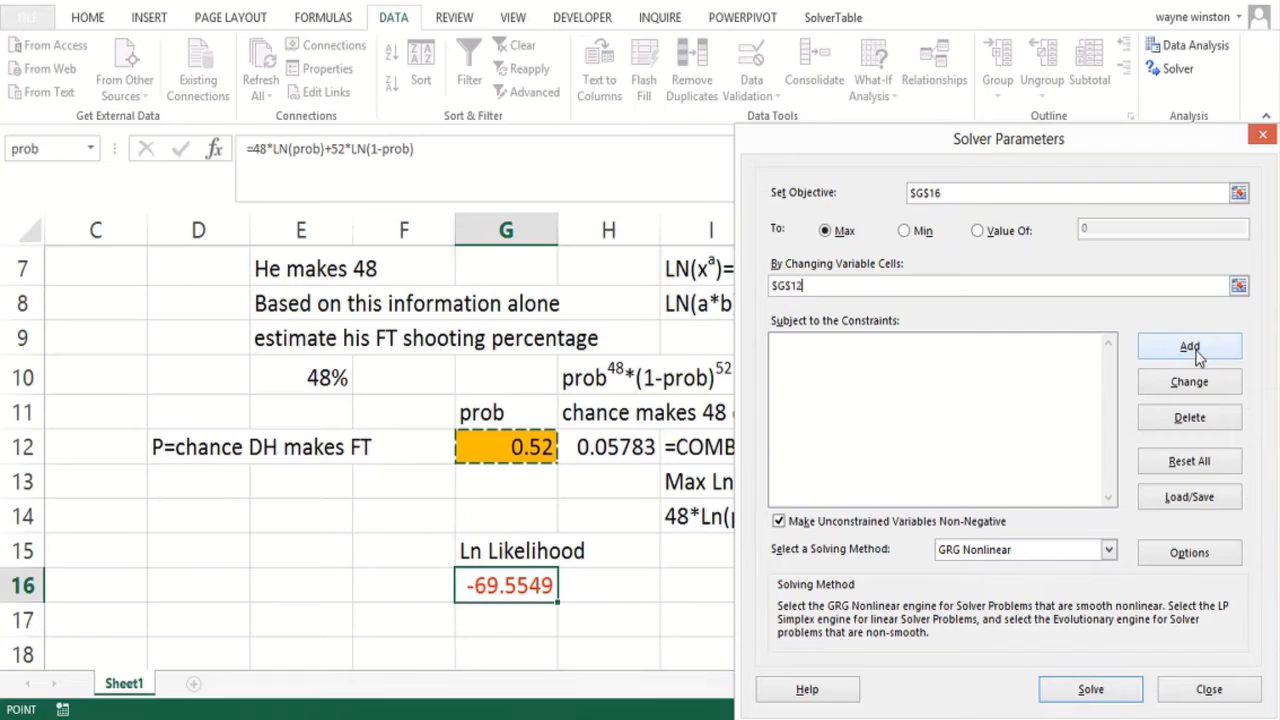 FILE HOME INSERT PAGE LAYOUT FORMULAS DATA REVIEW VIEW DEVELOPER INQUIRE POWERPIVOT SolverTable wayne winston
From Access
From Web
From Text
From Other Sources
Existing Connections
Get External Data
Refresh All
Connections
Properties
Edit Links
Connections
Sort
Filter
Clear
Reapply
Advanced
Sort & Filter
Text to Columns
Flash Fill
Remove Duplicates
Data Validation
Consolidate
What-If Analysis
Relationships
Data Tools
Group
Ungroup
Subtotal
Outline
Data Analysis
Solver
Analysis
prob fx =48*LN(prob)+52*LN(1-prob)
C D E F G H I
7 He makes 48 LN(xᵃ)=
8 Based on this information alone LN(a*b
9 estimate his FT shooting percentage
10 48% prob⁴⁸*(1-prob)⁵²
11 prob chance makes 48
12 P=chance DH makes FT 0.52 0.05783 =COMB
13 Max Ln
14 48*Ln(
15 Ln Likelihood
16 -69.5549
17
18
Sheet1
POINT
Solver Parameters
Set Objective: $G$16
To: Max Min Value Of: 0
By Changing Variable Cells:
$G$12
Subject to the Constraints:
Add
Change
Delete
Reset All
Load/Save
Make Unconstrained Variables Non-Negative
Select a Solving Method: GRG Nonlinear Options
Solving Method
Select the GRG Nonlinear engine for Solver Problems that are smooth nonlinear. Select the LP
Simplex engine for linear Solver Problems, and select the Evolutionary engine for Solver
problems that are non-smooth.
Help Solve Close